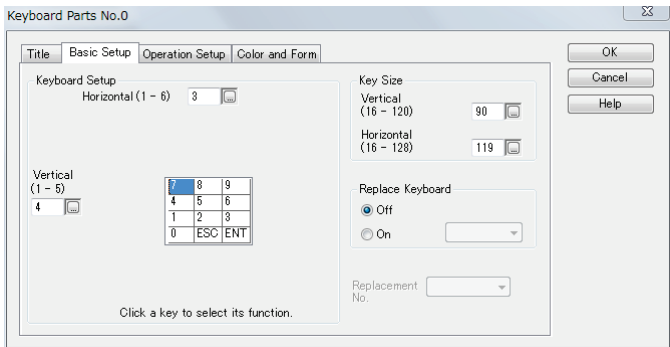 Keyboard Parts No.0
Title Basic Setup Operation Setup Color and Form
OK
Cancel
Help
Keyboard Setup
Horizontal (1 - 6) 3
Vertical
(1 - 5)
4
7 8 9
4 5 6
1 2 3
0 ESC ENT
Click a key to select its function.
Key Size
Vertical
(16 - 120) 90
Horizontal
(16 - 128) 119
Replace Keyboard
Off
On
Replacement
No.